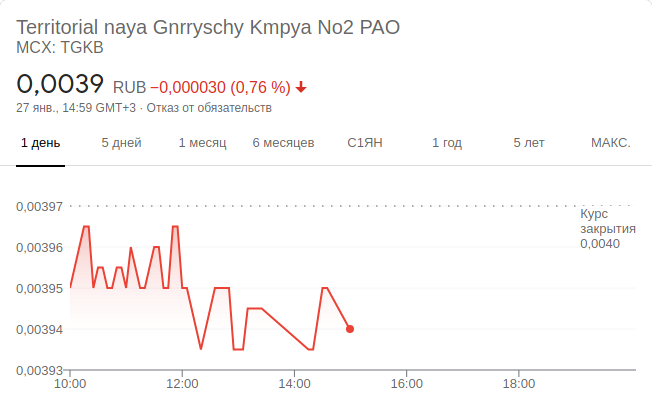 Territorial naya Gnrryschy Kmpya No2 PAO
MCX: TGKB
0,0039 RUB −0,000030 (0,76 %) ↓
27 янв., 14:59 GMT+3 · Отказ от обязательств
1 день 5 дней 1 месяц 6 месяцев С1ЯН 1 год 5 лет МАКС.
0,00397
Курс
закрытия
0,0040
0,00396
0,00395
0,00394
0,00393
10:00 12:00 14:00 16:00 18:00